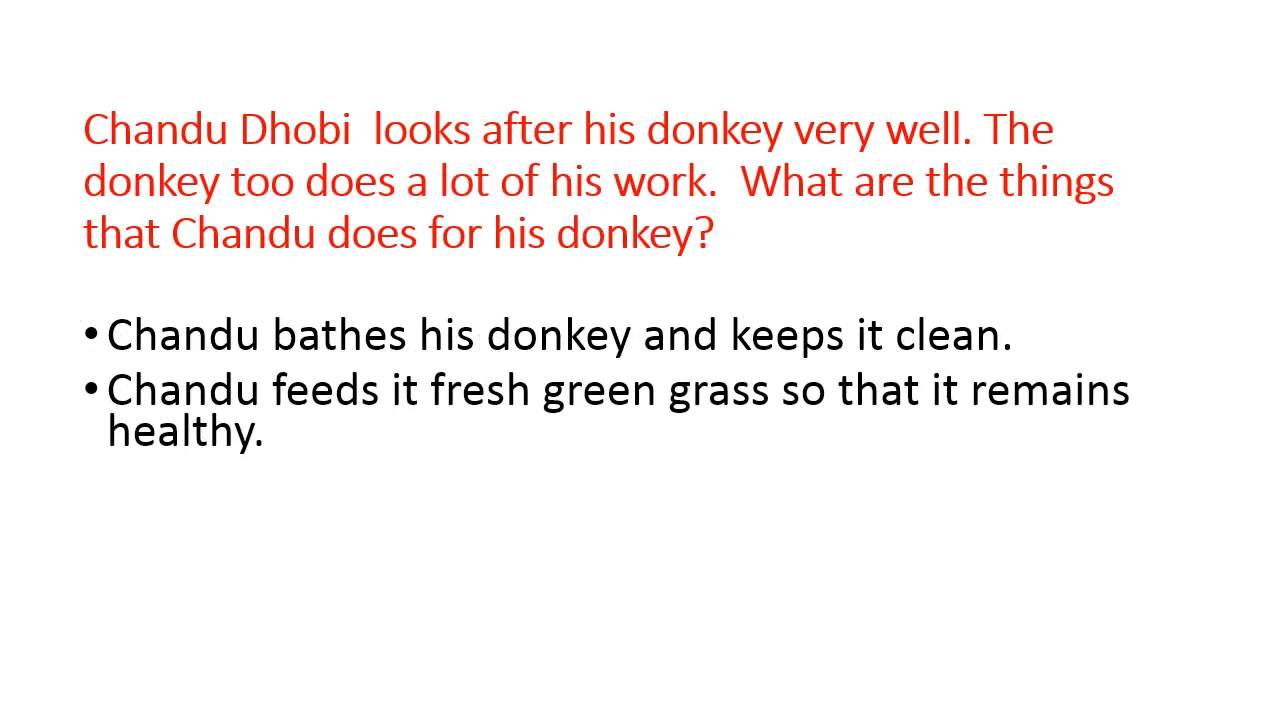 Chandu Dhobi  looks after his donkey very well. The
donkey too does a lot of his work.  What are the things
that Chandu does for his donkey?
• Chandu bathes his donkey and keeps it clean.
• Chandu feeds it fresh green grass so that it remains
healthy.